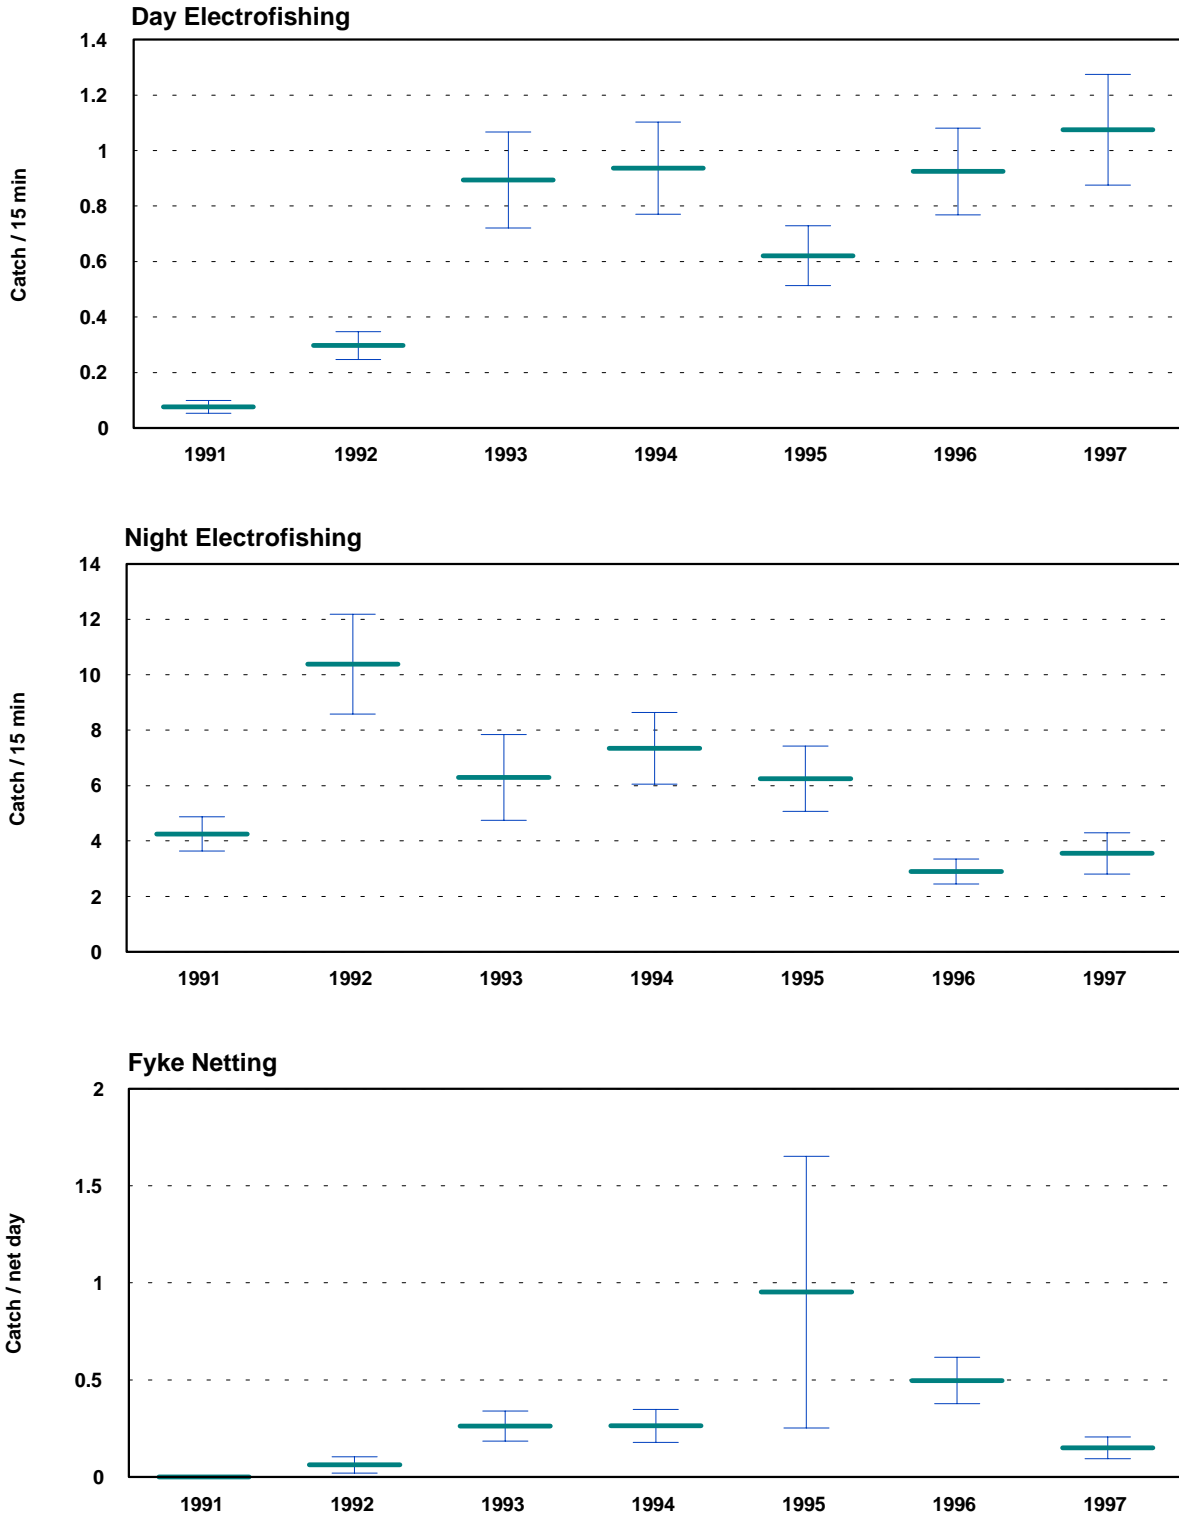 Day Electrofishing
1.4
1.2
1
0.8
0.6
0.4
0.2
0
Catch / 15 min
1991 1992 1993 1994 1995 1996 1997
Night Electrofishing
14
12
10
8
6
4
2
0
Catch / 15 min
1991 1992 1993 1994 1995 1996 1997
Fyke Netting
2
1.5
1
0.5
0
Catch / net day
1991 1992 1993 1994 1995 1996 1997